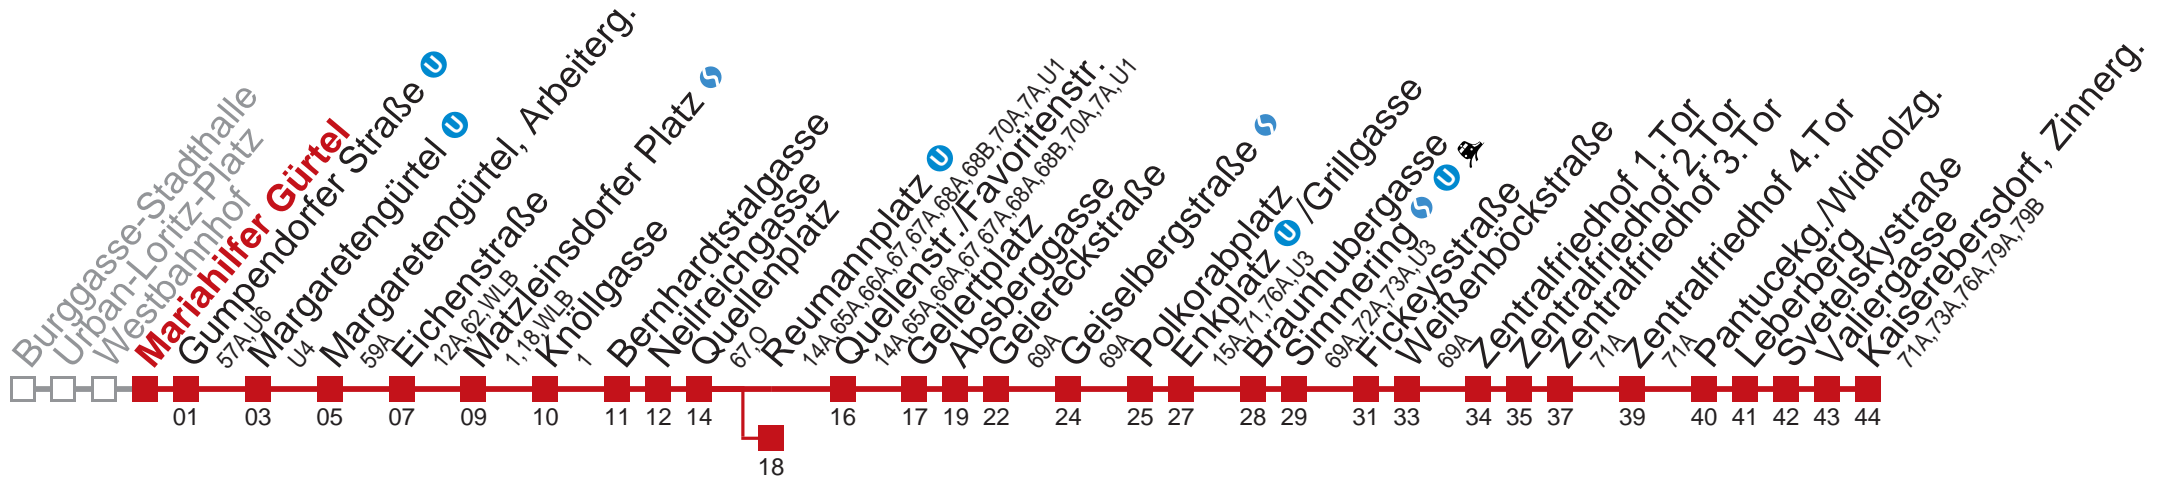 Burggasse-Stadthalle
Urban-Loritz-Platz
Westbahnhof
Mariahilfer Gürtel
Gumpendorfer Straße U
57A,U6
Margaretengürtel U
U4
Margaretengürtel, Arbeiterg.
59A
Eichenstraße
12A,62,WLB
Matzleinsdorfer Platz S
1,18,WLB
Knöllgasse
1
Bernhardtstalgasse
Neilreichgasse
Quellenplatz
67,O
Reumannplatz U
14A,65A,66A,67,67A,68A,68B,70A,7A,U1
Quellenstr./Favoritenstr.
14A,65A,66A,67,67A,68A,68B,70A,7A,U1
Gellertplatz
Absberggasse
Geiereckstraße
69A
Geiselbergstraße S
69A
Polkorabplatz
Enkplatz U /Grillgasse
15A,71,76A,U3
Braunhubergasse
Simmering S U
69A,72A,73A,U3
Fickeysstraße
Weißenböckstraße
69A
Zentralfriedhof 1.Tor
Zentralfriedhof 2.Tor
Zentralfriedhof 3.Tor
71A
Zentralfriedhof 4.Tor
71A
Pantucekg./Widholzg.
Leberberg
Svetelskystraße
Valiergasse
Kaiserebersdorf, Zinnerg.
71A,73A,76A,79A,79B
01 03 05 07 09 10 11 12 14 16 17 19 22 24 25 27 28 29 31 33 34 35 37 39 40 41 42 43 44
18